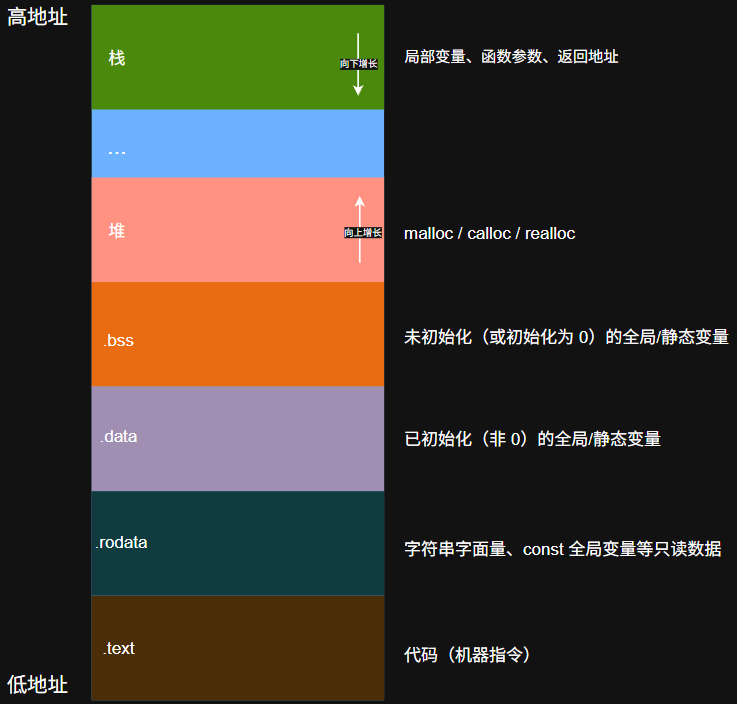 高地址
栈
向下增长
局部变量、函数参数、返回地址
...
堆
向上增长
malloc / calloc / realloc
.bss
未初始化（或初始化为 0）的全局/静态变量
.data
已初始化（非 0）的全局/静态变量
.rodata
字符串字面量、const 全局变量等只读数据
.text
代码（机器指令）
低地址